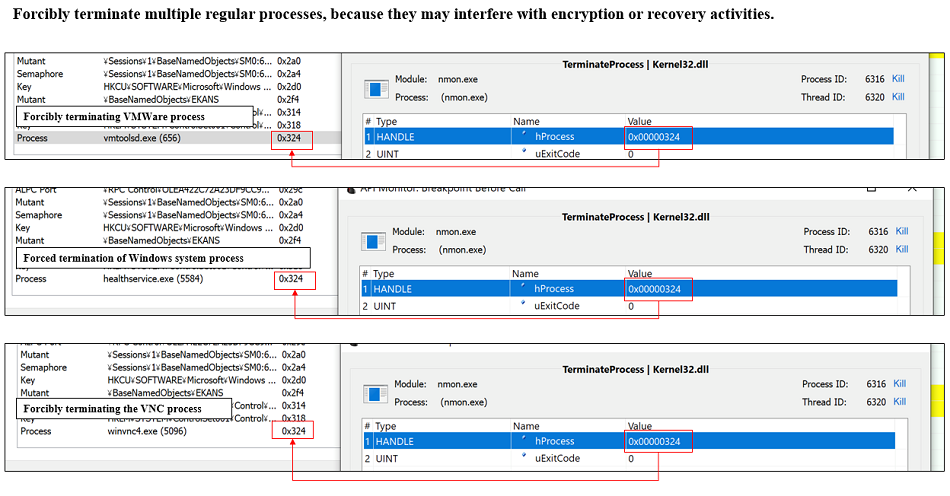 Forcibly terminate multiple regular processes, because they may interfere with encryption or recovery activities.
Mutant ¥Sessions¥1¥BaseNamedObjects¥SM0:6... 0x2a0
Semaphore ¥Sessions¥1¥BaseNamedObjects¥SM0:6... 0x2a4
Key HKCU¥SOFTWARE¥Microsoft¥Windows ... 0x2d0
Mutant ¥BaseNamedObjects¥EKANS 0x2f4
Forcibly terminating VMWare process
0x314
0x318
Process vmtoolsd.exe (656) 0x324
TerminateProcess | Kernel32.dll
Module: nmon.exe Process ID: 6316 Kill
Process: (nmon.exe) Thread ID: 6320 Kill
# Type Name Value
1 HANDLE hProcess 0x00000324
2 UINT uExitCode 0
ALPC Port ¥RPC Control¥OLEA422C72A23DF9CC9... 0x29c
Mutant ¥Sessions¥1¥BaseNamedObjects¥SM0:6... 0x2a0
Semaphore ¥Sessions¥1¥BaseNamedObjects¥SM0:6... 0x2a4
Key HKCU¥SOFTWARE¥Microsoft¥Windows ... 0x2d0
Mutant ¥BaseNamedObjects¥EKANS 0x2f4
Forced termination of Windows system process
Process healthservice.exe (5584) 0x324
API Monitor: Breakpoint Before Call
TerminateProcess | Kernel32.dll
Module: nmon.exe Process ID: 6316 Kill
Process: (nmon.exe) Thread ID: 6320 Kill
# Type Name Value
1 HANDLE hProcess 0x00000324
2 UINT uExitCode 0
Mutant ¥Sessions¥1¥BaseNamedObjects¥SM0:6... 0x2a0
Semaphore ¥Sessions¥1¥BaseNamedObjects¥SM0:6... 0x2a4
Key HKCU¥SOFTWARE¥Microsoft¥Windows ... 0x2d0
Mutant ¥BaseNamedObjects¥EKANS 0x2f4
Forcibly terminating the VNC process
¥Control¥... 0x314
Key HKLM¥SYSTEM¥ControlSet001¥Control¥... 0x318
Process winvnc4.exe (5096) 0x324
TerminateProcess | Kernel32.dll
Module: nmon.exe Process ID: 6316 Kill
Process: (nmon.exe) Thread ID: 6320 Kill
# Type Name Value
1 HANDLE hProcess 0x00000324
2 UINT uExitCode 0